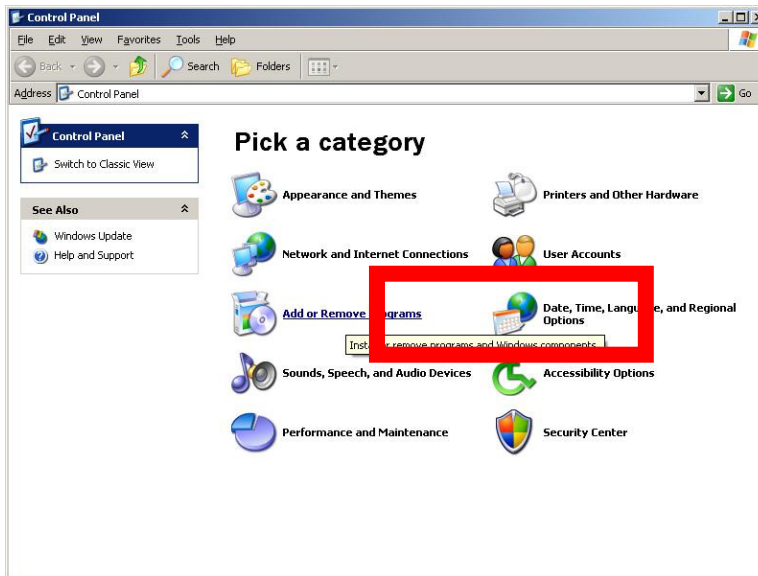 Control Panel
File Edit View Favorites Tools Help
Back Search Folders
Address Control Panel Go
Control Panel
Switch to Classic View
See Also
Windows Update
Help and Support
Pick a category
Appearance and Themes
Printers and Other Hardware
Network and Internet Connections
User Accounts
Add or Remove
Date, Time, and Regional
Options
remove programs and Windows components
Sounds, Speech, and Audio Devices
Accessibility Options
Performance and Maintenance
Security Center